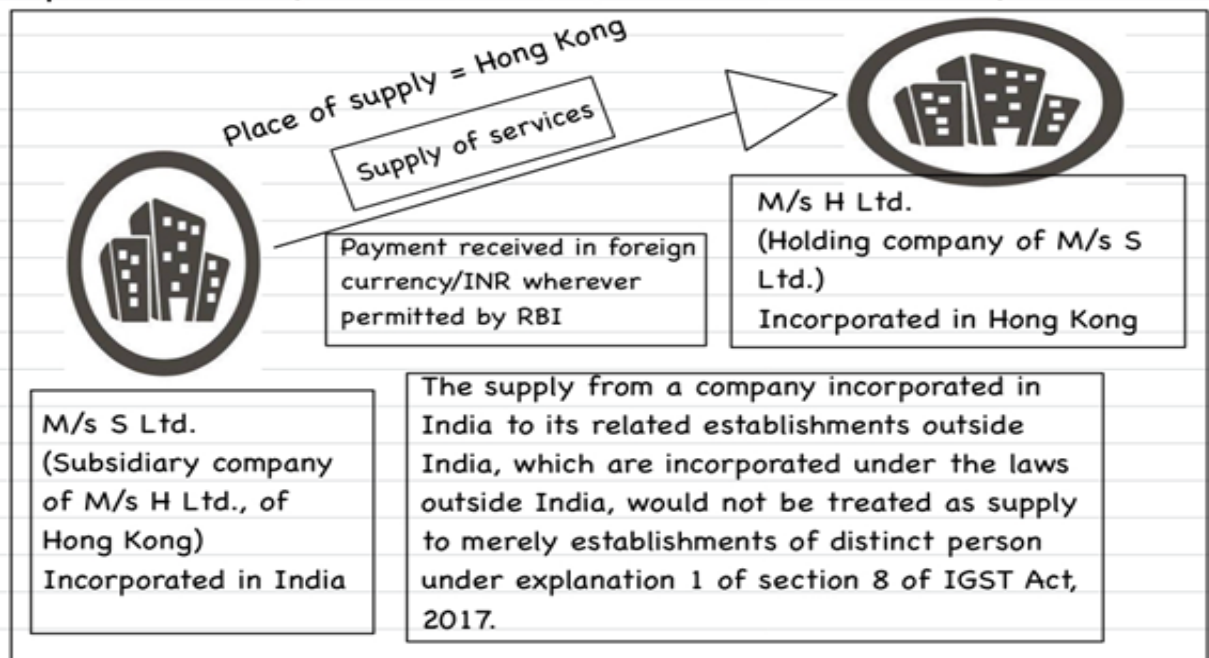 Place of supply = Hong Kong
Supply of services
Payment received in foreign
currency/INR wherever
permitted by RBI
M/s H Ltd.
(Holding company of M/s S
Ltd.)
Incorporated in Hong Kong
M/s S Ltd.
(Subsidiary company
of M/s H Ltd., of
Hong Kong)
Incorporated in India
The supply from a company incorporated in
India to its related establishments outside
India, which are incorporated under the laws
outside India, would not be treated as supply
to merely establishments of distinct person
under explanation 1 of section 8 of IGST Act,
2017.